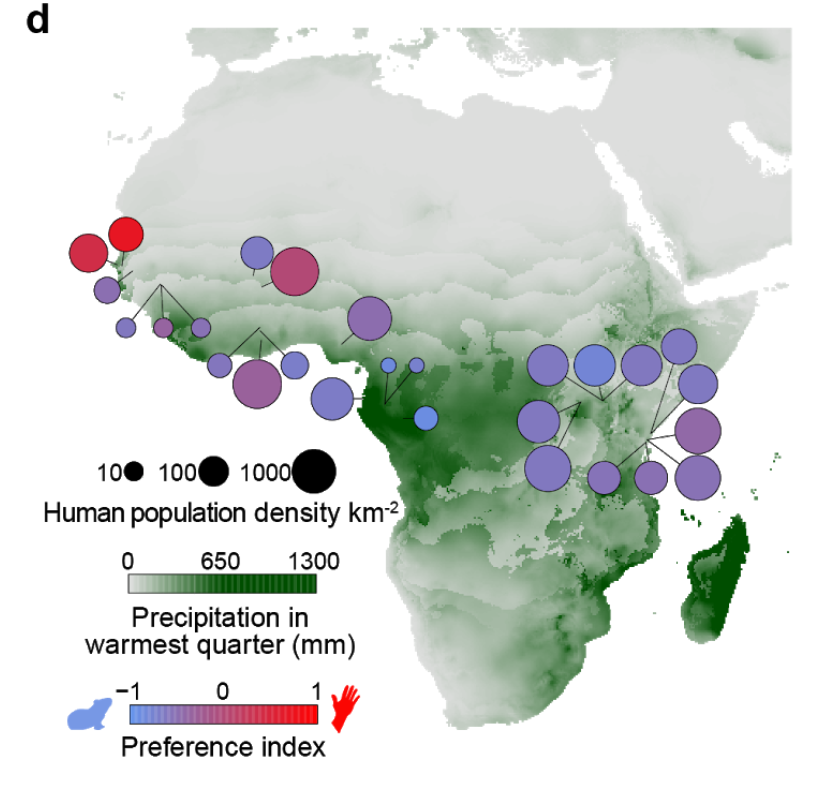 d
10 100 1000
Human population density km-2
0 650 1300
Precipitation in
warmest quarter (mm)
−1 0 1
Preference index